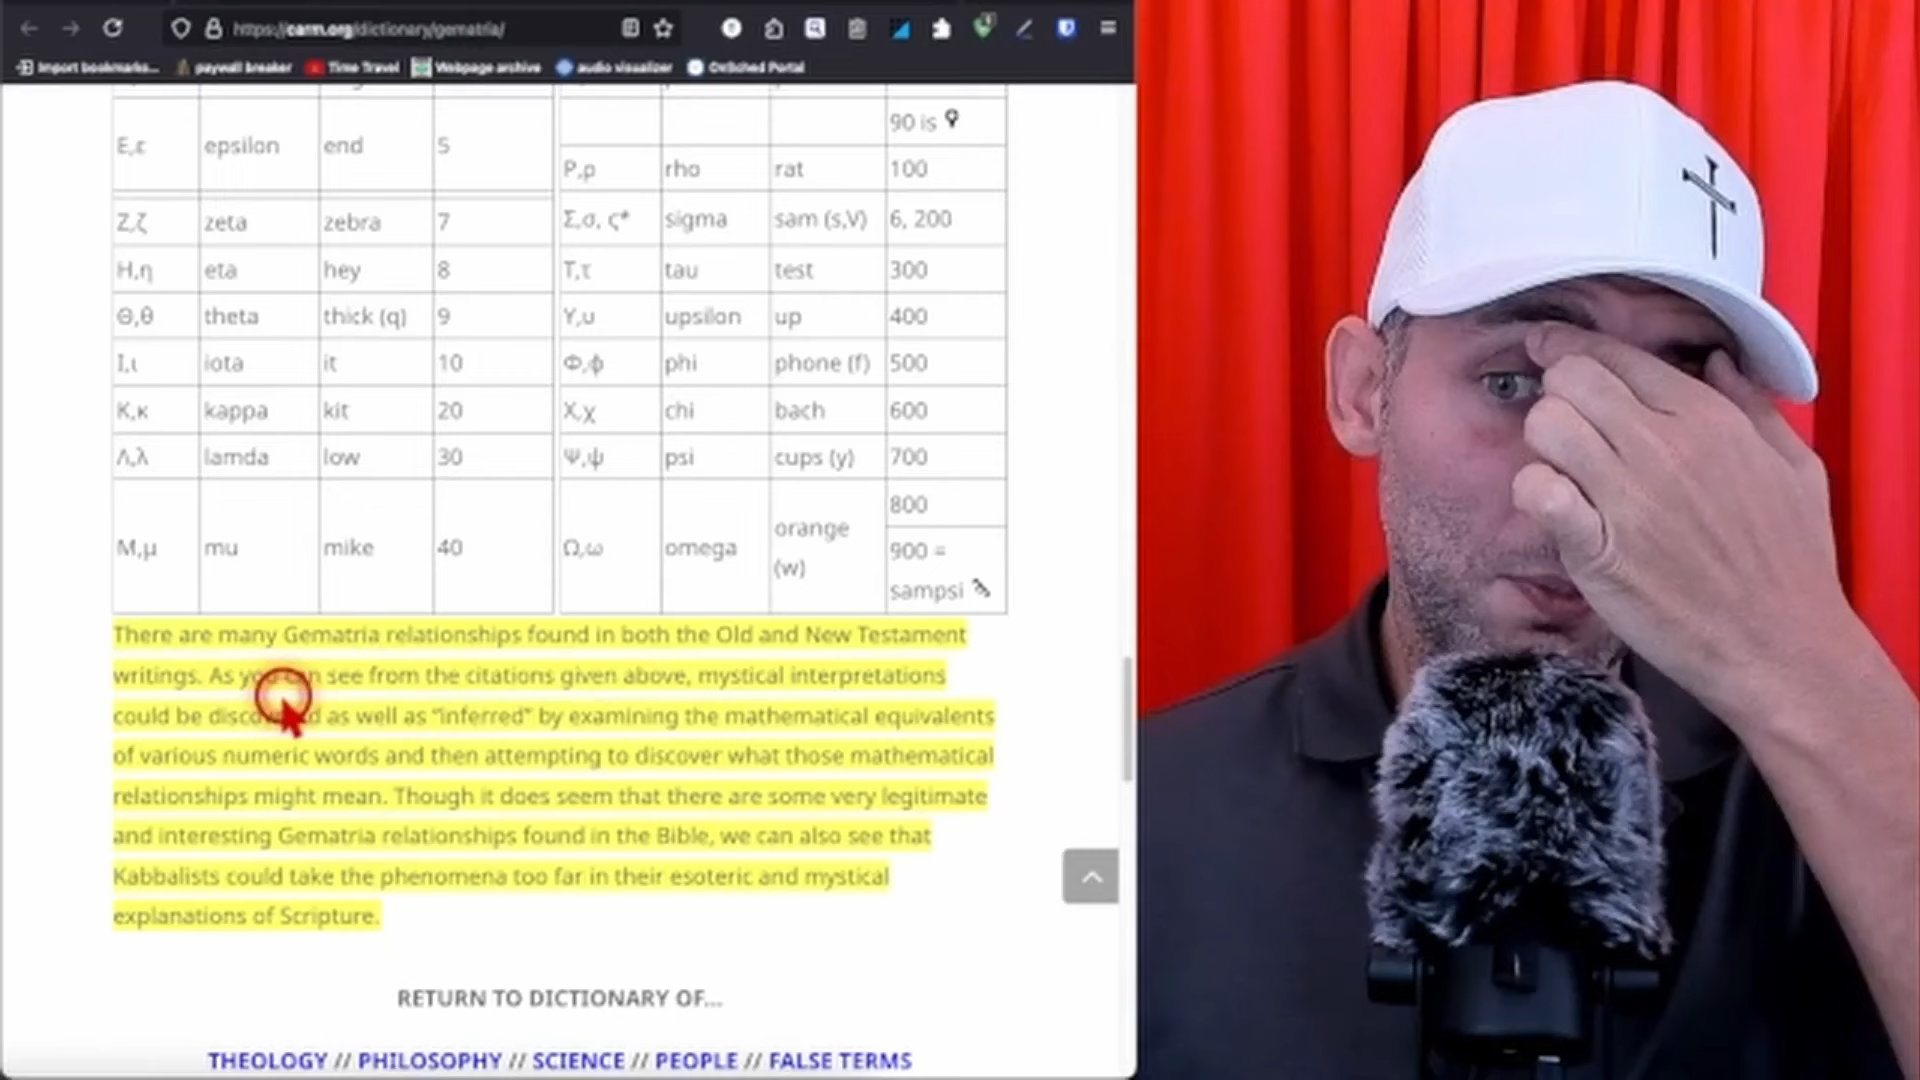 https://carm.org/dictionary/gematria/
Import bookmarks... paywall breaker Time Travel Webpage archive audio visualizer OnSched Portal
90 is
Ε,ε epsilon end 5
Ρ,ρ rho rat 100
Ζ,ζ zeta zebra 7 Σ,σ, ς* sigma sam (s,V) 6, 200
Η,η eta hey 8 Τ,τ tau test 300
Θ,θ theta thick (q) 9 Υ,υ upsilon up 400
Ι,ι iota it 10 Φ,ϕ phi phone (f) 500
Κ,κ kappa kit 20 Χ,χ chi bach 600
Λ,λ lamda low 30 Ψ,ψ psi cups (y) 700
Μ,μ mu mike 40 Ω,ω omega orange (w) 800
900 =
sampsi
There are many Gematria relationships found in both the Old and New Testament
writings. As you can see from the citations given above, mystical interpretations
could be discovered as well as “inferred” by examining the mathematical equivalents
of various numeric words and then attempting to discover what those mathematical
relationships might mean. Though it does seem that there are some very legitimate
and interesting Gematria relationships found in the Bible, we can also see that
Kabbalists could take the phenomena too far in their esoteric and mystical
explanations of Scripture.
RETURN TO DICTIONARY OF...
THEOLOGY // PHILOSOPHY // SCIENCE // PEOPLE // FALSE TERMS